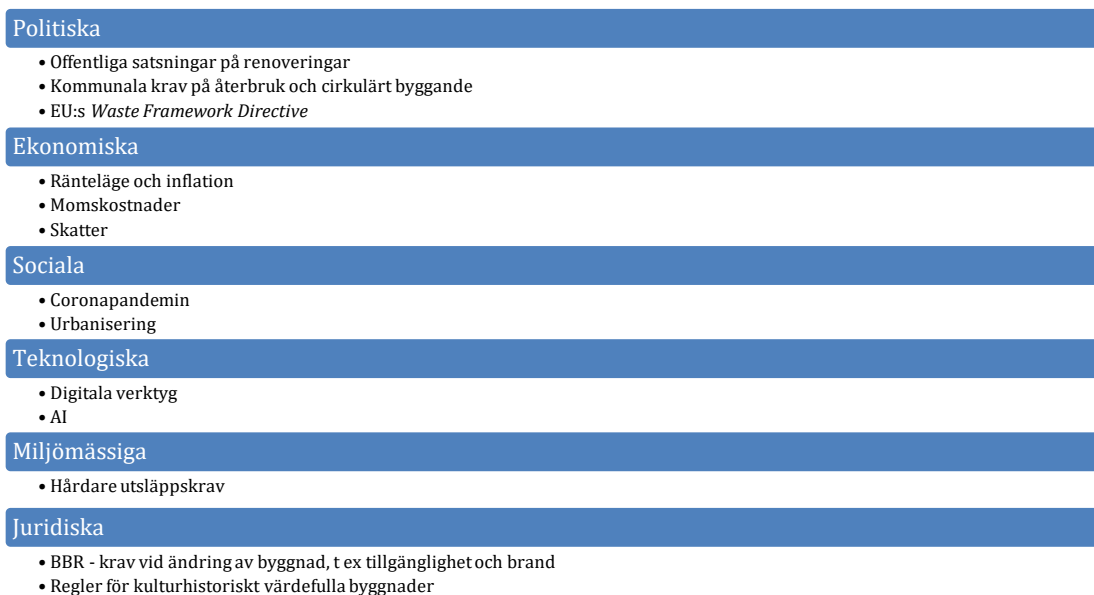 Politiska
• Offentliga satsningar på renoveringar
• Kommunala krav på återbruk och cirkulärt byggande
• EU:s Waste Framework Directive
Ekonomiska
• Ränteläge och inflation
• Momskostnader
• Skatter
Sociala
• Coronapandemin
• Urbanisering
Teknologiska
• Digitala verktyg
• AI
Miljömässiga
• Hårdare utsläppskrav
Juridiska
• BBR - krav vid ändring av byggnad, t ex tillgänglighet och brand
• Regler för kulturhistoriskt värdefulla byggnader